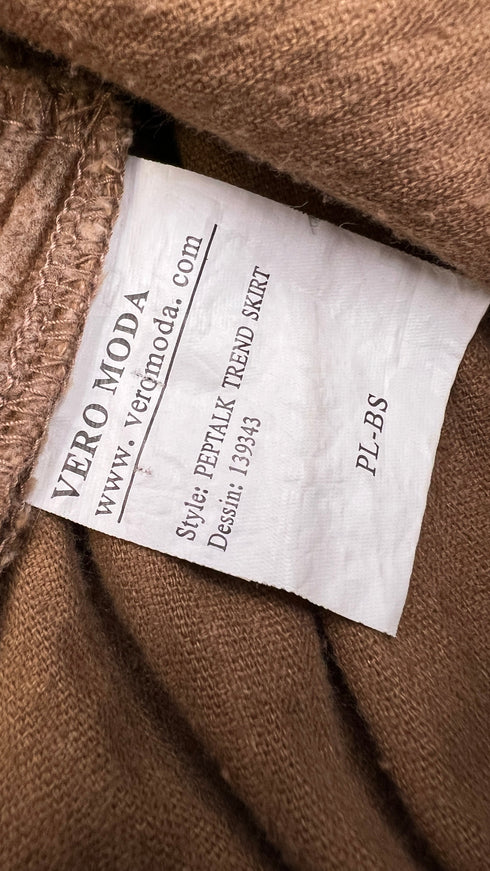 VERO MODA
www. veromoda. com
Style: PEPTALK TREND SKIRT
Dessin: 139343
PL-BS